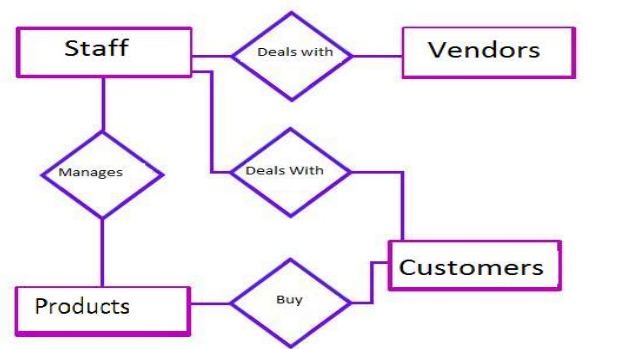 Staff
Deals with
Vendors
Manages
Deals With
Customers
Products
Buy